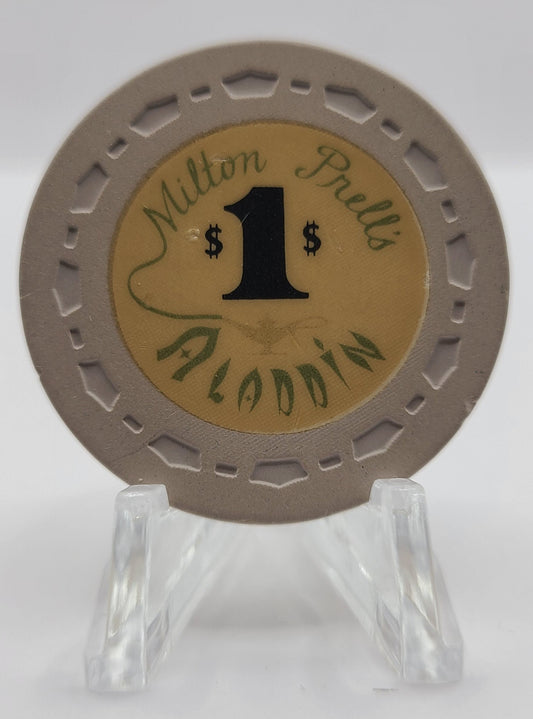 Milton Prell's
$ 1 $
ALADDiN